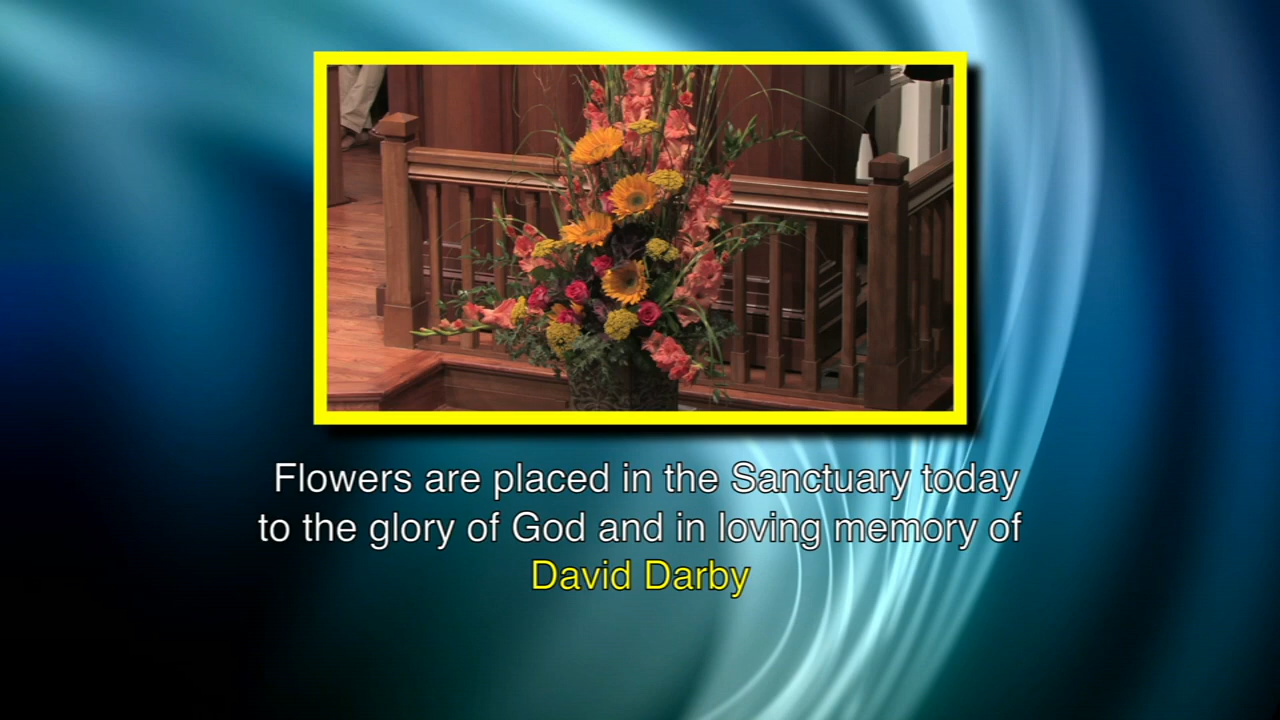 Flowers are placed in the Sanctuary today
to the glory of God and in loving memory of
David Darby